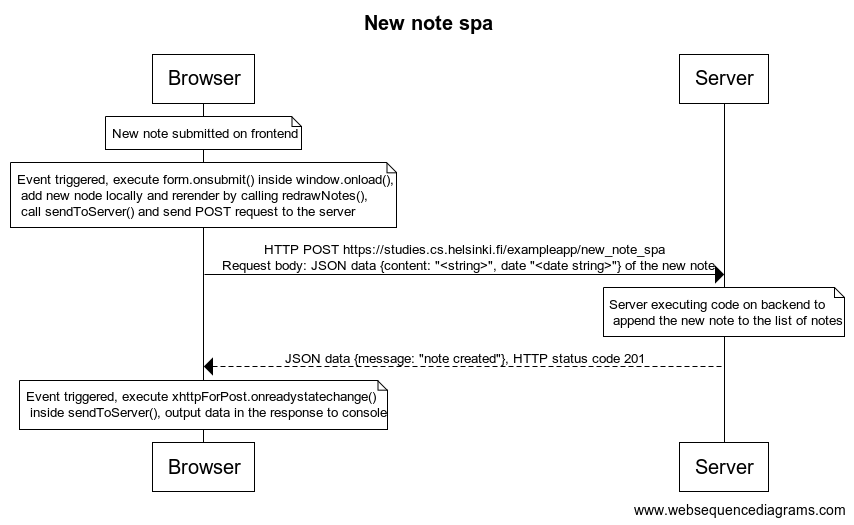 New note spa
Browser
Server
New note submitted on frontend
Event triggered, execute form.onsubmit() inside window.onload(),
add new node locally and rerender by calling redrawNotes(),
call sendToServer() and send POST request to the server
HTTP POST https://studies.cs.helsinki.fi/exampleapp/new_note_spa
Request body: JSON data {content: "<string>", date "<date string>"} of the new note
Server executing code on backend to
append the new note to the list of notes
JSON data {message: "note created"}, HTTP status code 201
Event triggered, execute xhttpForPost.onreadystatechange()
inside sendToServer(), output data in the response to console
Browser
Server
www.websequencediagrams.com